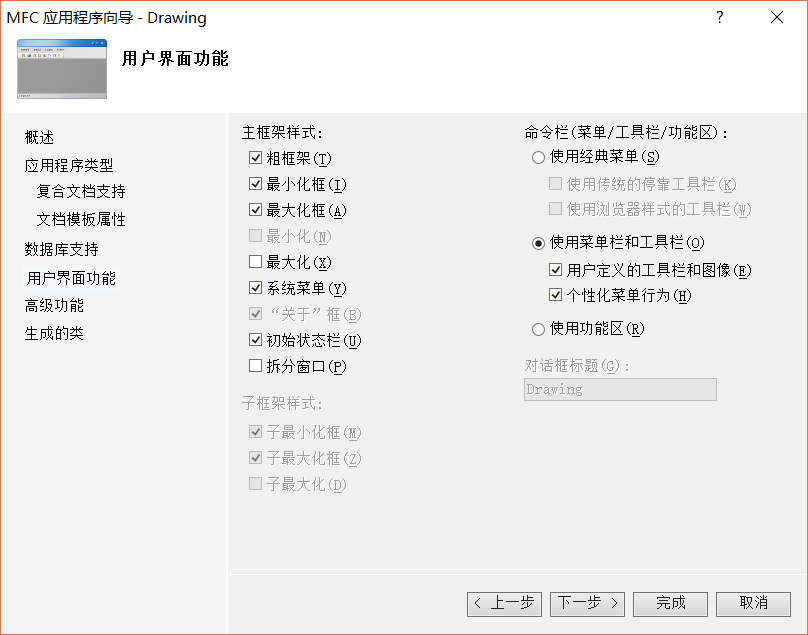 MFC 应用程序向导 - Drawing
用户界面功能
概述
应用程序类型
复合文档支持
文档模板属性
数据库支持
用户界面功能
高级功能
生成的类
主框架样式:
粗框架(T)
最小化框(I)
最大化框(A)
最小化(N)
最大化(X)
系统菜单(Y)
“关于”框(B)
初始状态栏(U)
拆分窗口(P)
子框架样式:
子最小化框(M)
子最大化框(Z)
子最大化(D)
命令栏(菜单/工具栏/功能区):
使用经典菜单(S)
使用传统的停靠工具栏(K)
使用浏览器样式的工具栏(W)
使用菜单栏和工具栏(O)
用户定义的工具栏和图像(E)
个性化菜单行为(H)
使用功能区(R)
对话框标题(G):
Drawing
< 上一步
下一步 >
完成
取消